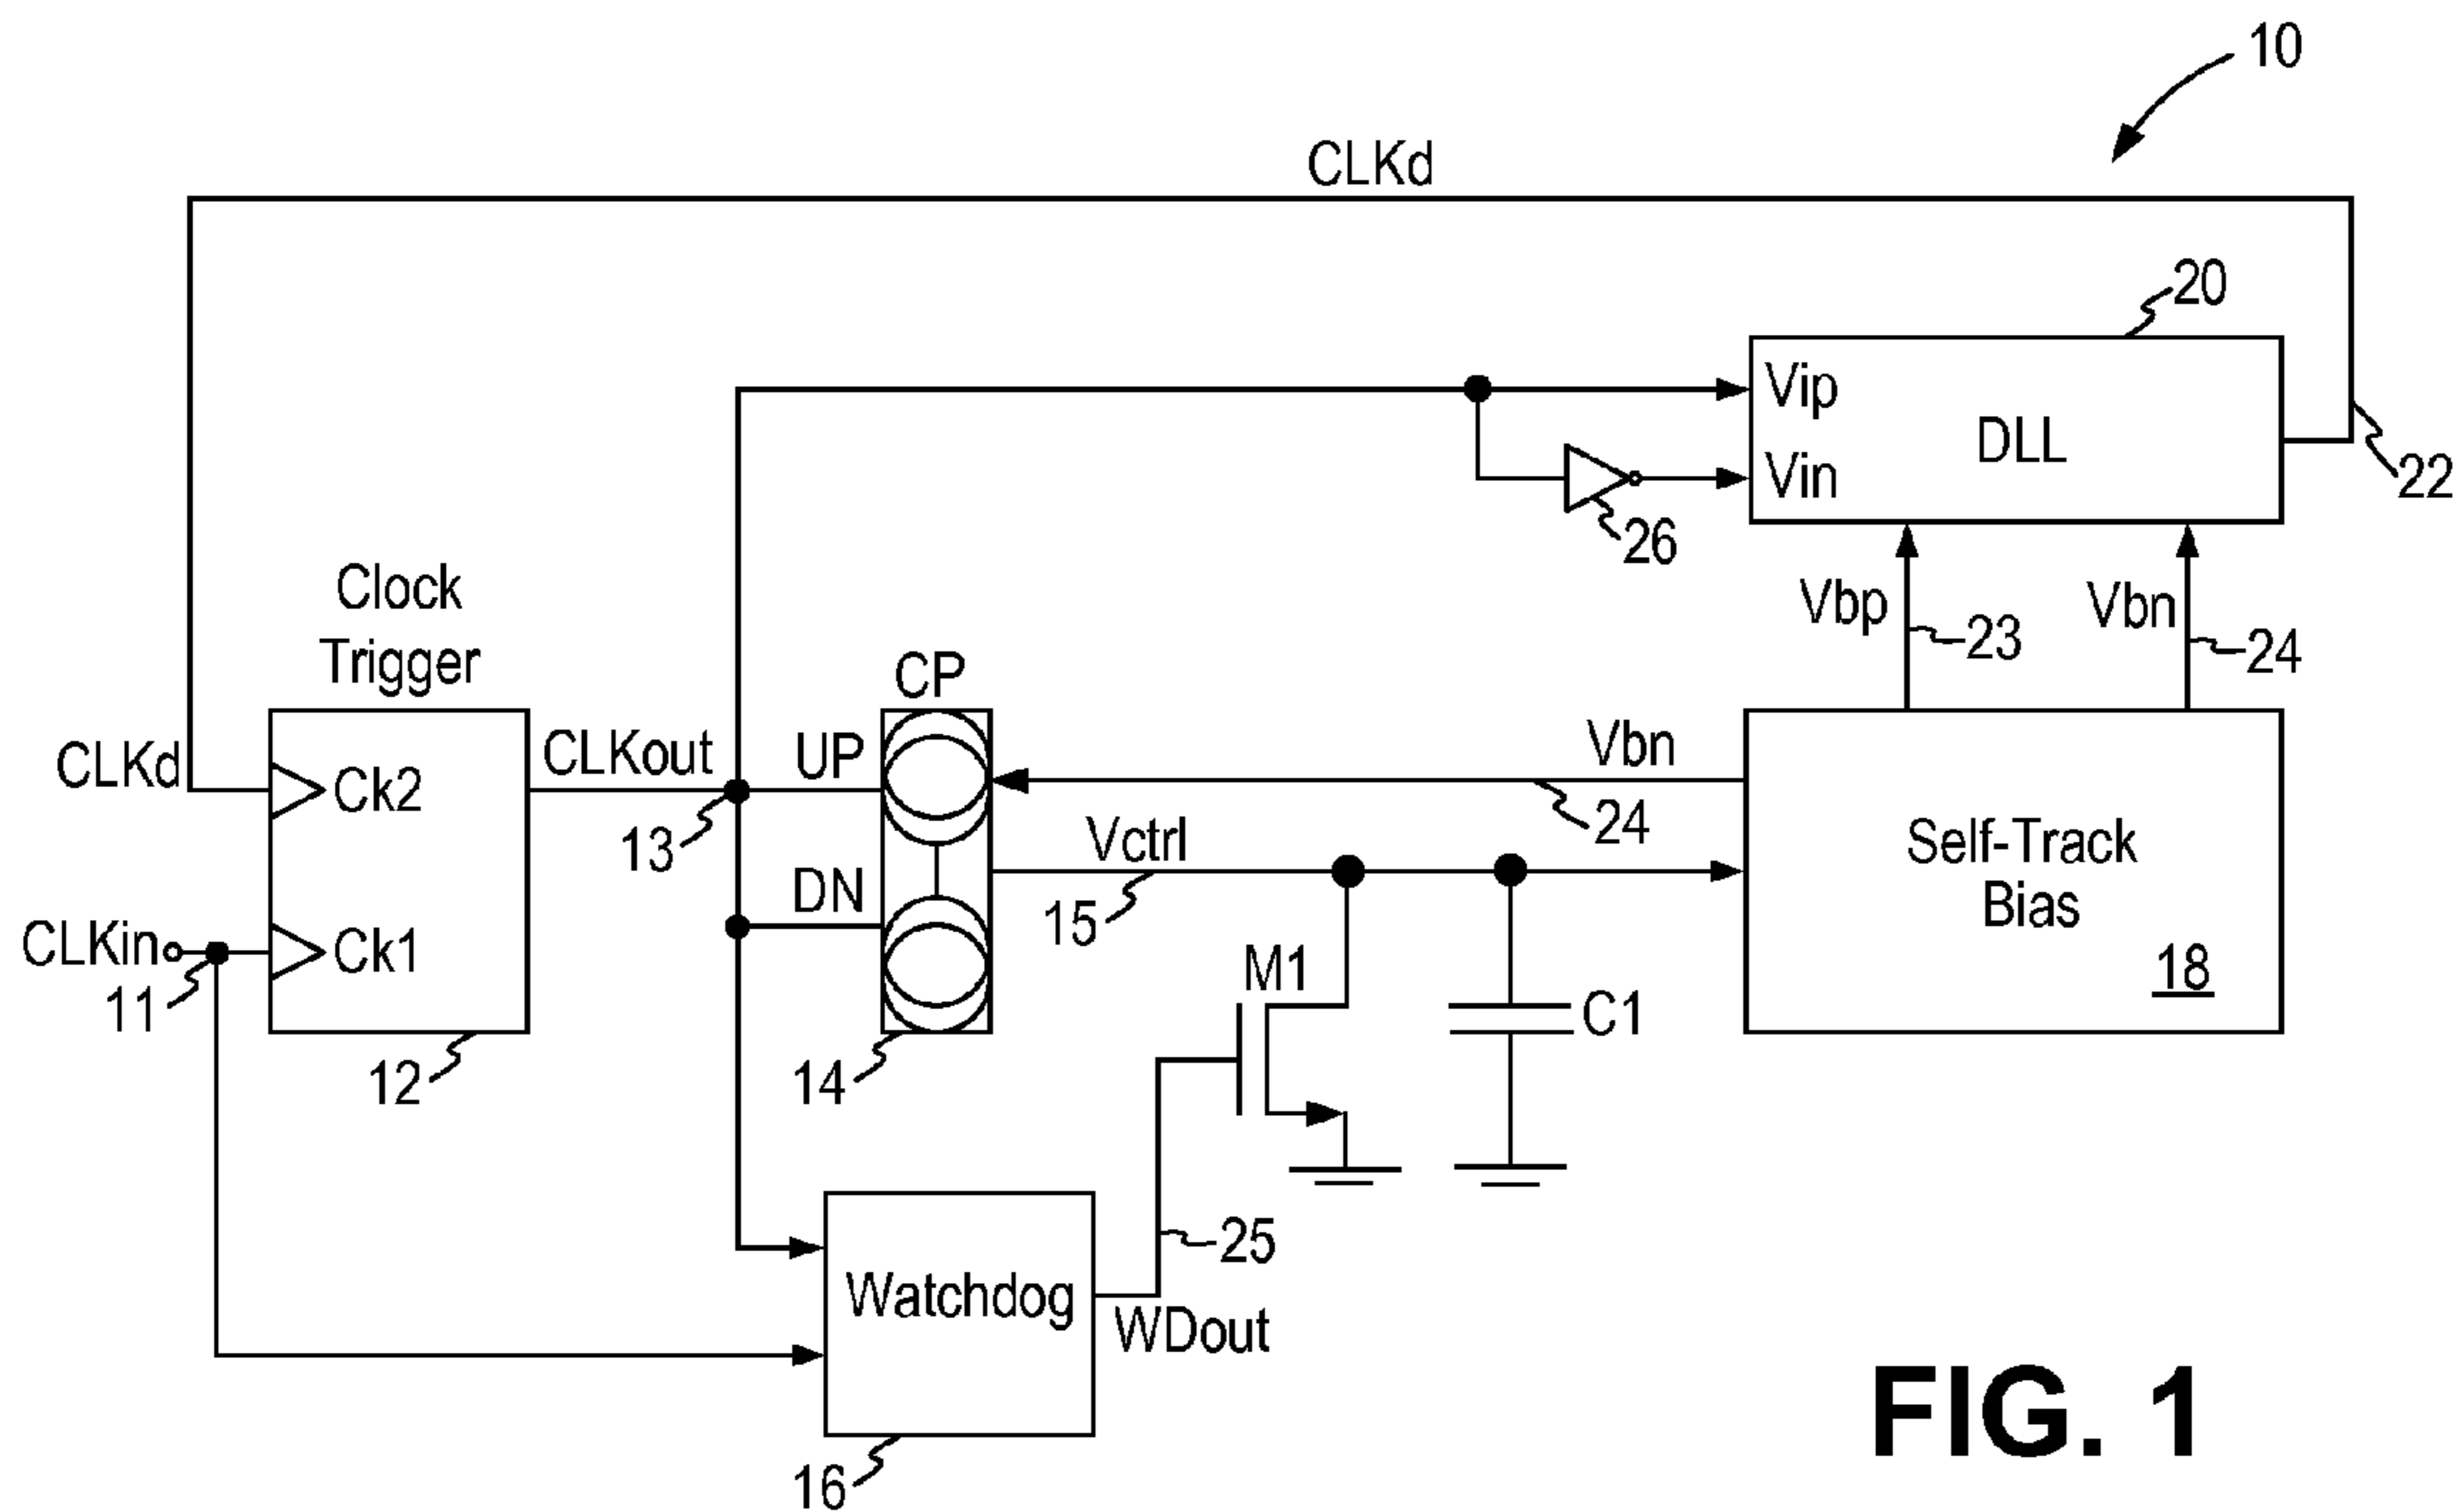 10
CLKd
20
Vip
DLL
Vin
22
26
Clock
Trigger
Vbp
23
Vbn
24
CP
CLKd
Ck2
CLKout
UP
Vbn
24
13
Vctrl
15
DN
Self-Track
Bias
18
CLKin
Ck1
11
M1
C1
12
14
25
Watchdog
WDout
16
FIG. 1